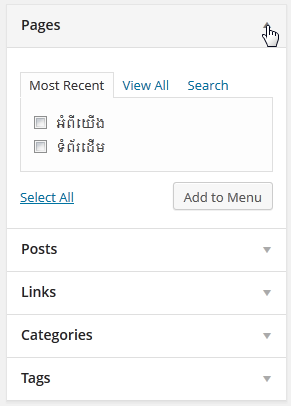 Pages
Most Recent View All Search
អំពីយើង
ទំព័រដើម
Select All Add to Menu
Posts
Links
Categories
Tags